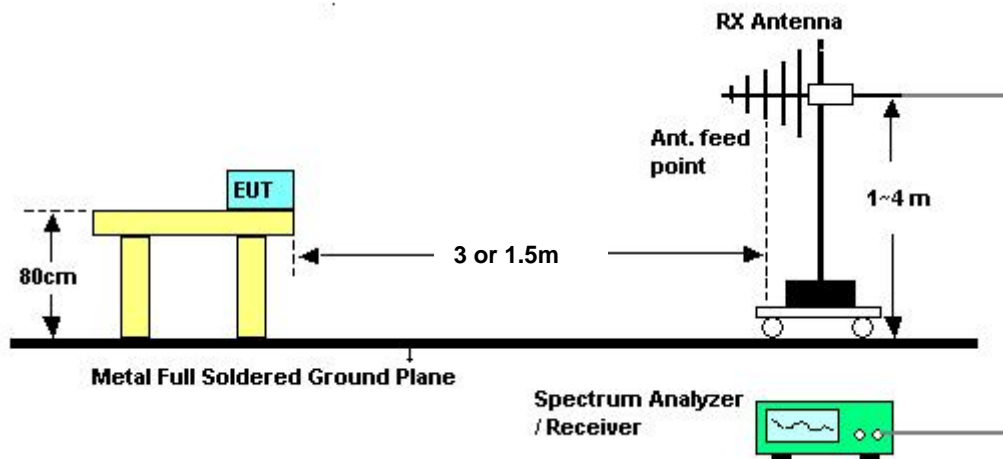 RX Antenna
Ant. feed
point
EUT
1~4 m
3 or 1.5m
80cm
Metal Full Soldered Ground Plane
Spectrum Analyzer
/ Receiver